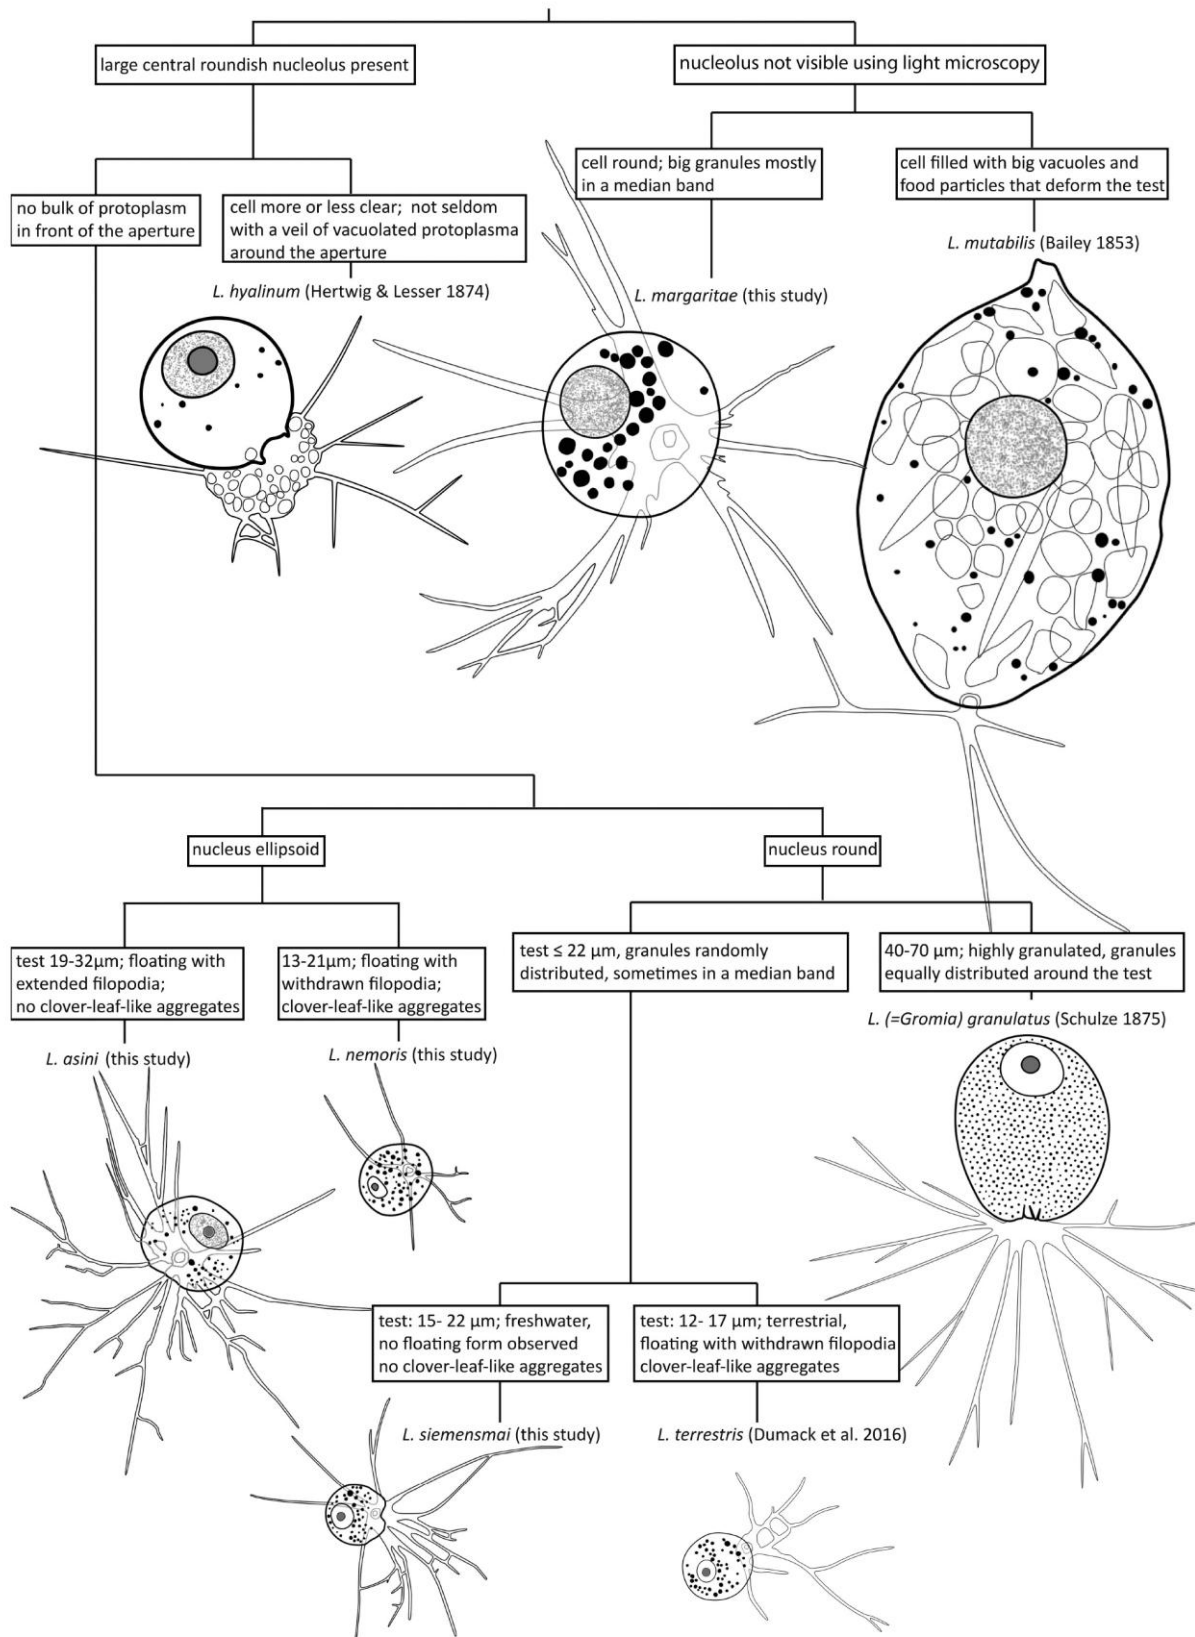 large central roundish nucleolus present
nucleolus not visible using light microscopy
cell round; big granules mostly
in a median band
cell filled with big vacuoles and
food particles that deform the test
no bulk of protoplasm
in front of the aperture
cell more or less clear; not seldom
with a veil of vacuolated protoplasma
around the aperture
L. mutabilis (Bailey 1853)
L. hyalinum (Hertwig & Lesser 1874)
L. margaritae (this study)
nucleus ellipsoid
nucleus round
test 19-32µm; floating with
extended filopodia;
no clover-leaf-like aggregates
13-21µm; floating with
withdrawn filopodia;
clover-leaf-like aggregates
test ≤ 22 µm, granules randomly
distributed, sometimes in a median band
40-70 µm; highly granulated, granules
equally distributed around the test
L. (=Gromia) granulatus (Schulze 1875)
L. asini (this study)
L. nemoris (this study)
test: 15- 22 µm; freshwater,
no floating form observed
no clover-leaf-like aggregates
test: 12- 17 µm; terrestrial,
floating with withdrawn filopodia
clover-leaf-like aggregates
L. siemensmai (this study)
L. terrestris (Dumack et al. 2016)